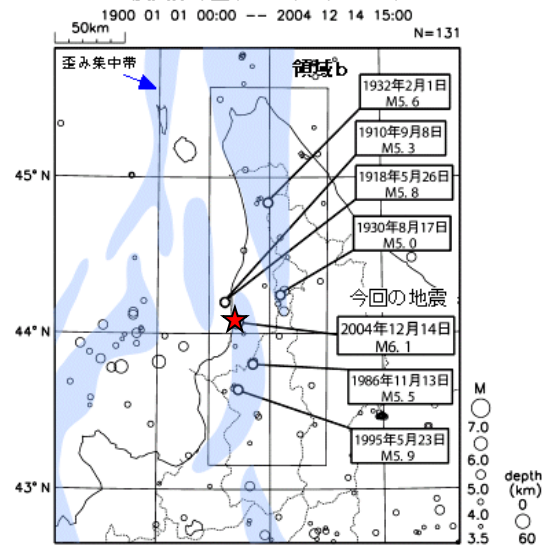 1900 01 01 00:00 -- 2004 12 14 15:00
50km
N=131
歪み集中帯
領域b
1932年2月1日
M5.6
1910年9月8日
M5.3
1918年5月26日
M5.8
1930年8月17日
M5.0
今回の地震
2004年12月14日
M6.1
1986年11月13日
M5.5
1995年5月23日
M5.9
45°N
44°N
43°N
M
7.0
6.0
5.0
4.0
3.5
depth
(km)
0
60